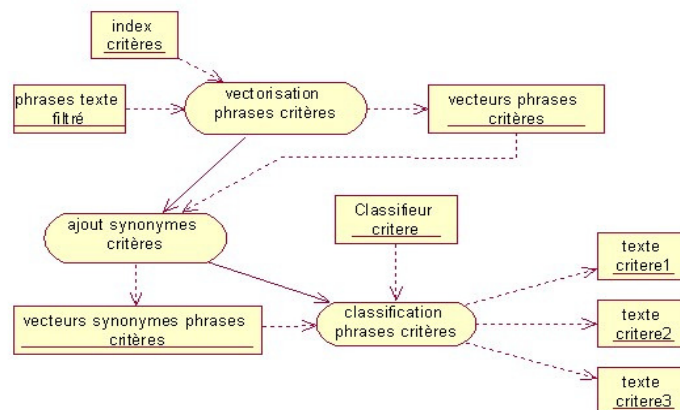 index
critères
phrases texte
filtré
vectorisation
phrases critères
vecteurs phrases
critères
ajout synonymes
critères
Classifieur
critere
texte
critere1
vecteurs synonymes phrases
critères
classification
phrases critères
texte
critere2
texte
critere3